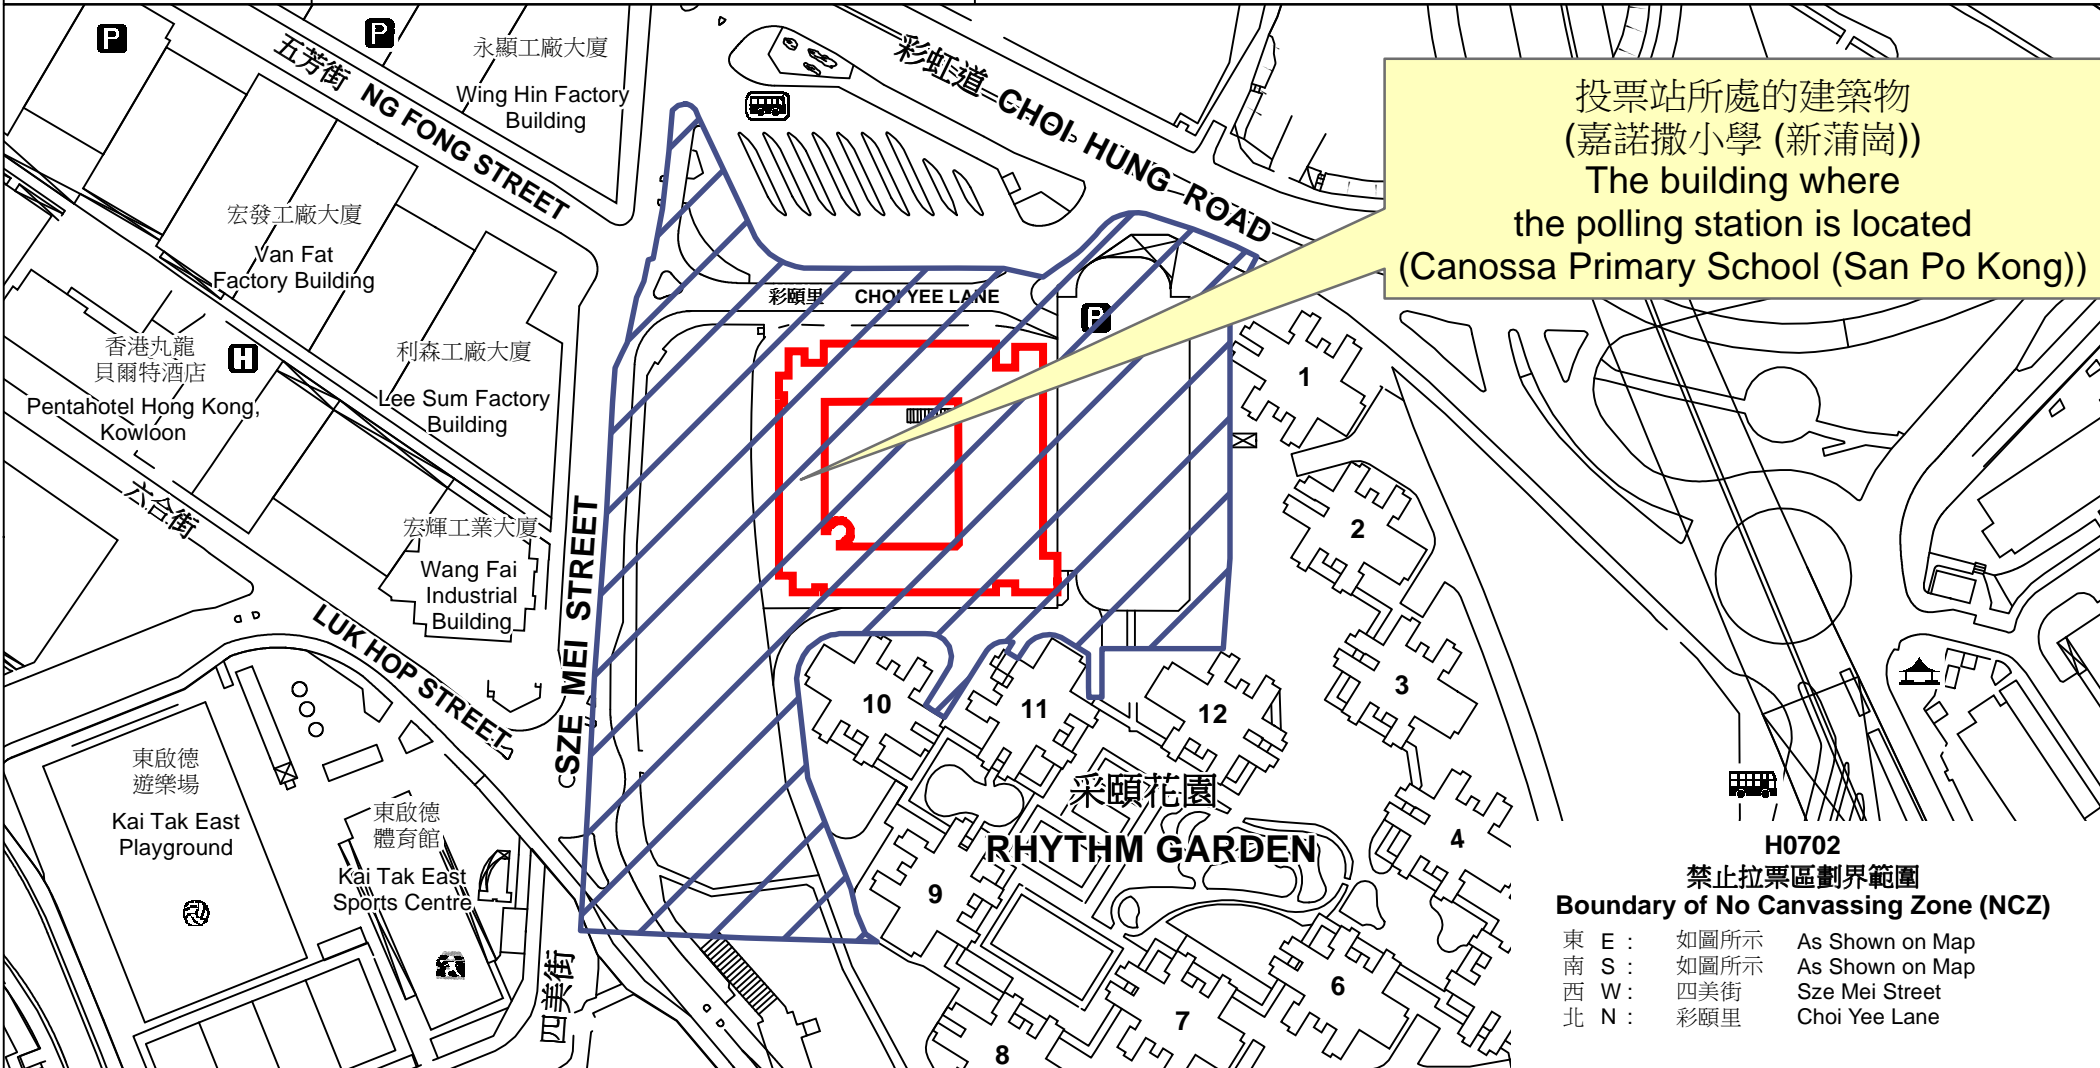 P
P
永顯工廠大廈
Wing Hin Factory
Building
五芳街 NG FONG STREET
彩虹道 CHOI HUNG ROAD
投票站所處的建築物
(嘉諾撒小學 (新蒲崗))
The building where
the polling station is located
(Canossa Primary School (San Po Kong))
宏發工廠大廈
Van Fat
Factory Building
彩頤里 CHOI YEE LANE
P
香港九龍
貝爾特酒店
Pentahotel Hong Kong,
Kowloon
H
利森工廠大廈
Lee Sum Factory
Building
1
六合街
LUK HOP STREET
宏輝工業大廈
Wang Fai
Industrial
Building
SZE MEI STREET
2
3
10
11
12
東啟德
遊樂場
Kai Tak East
Playground
東啟德
體育館
Kai Tak East
Sports Centre
采頤花園
RHYTHM GARDEN
4
9
6
7
8
四美街
H0702
禁止拉票區劃界範圍
Boundary of No Canvassing Zone (NCZ)
東 E : 如圖所示 As Shown on Map
南 S : 如圖所示 As Shown on Map
西 W : 四美街 Sze Mei Street
北 N : 彩頤里 Choi Yee Lane